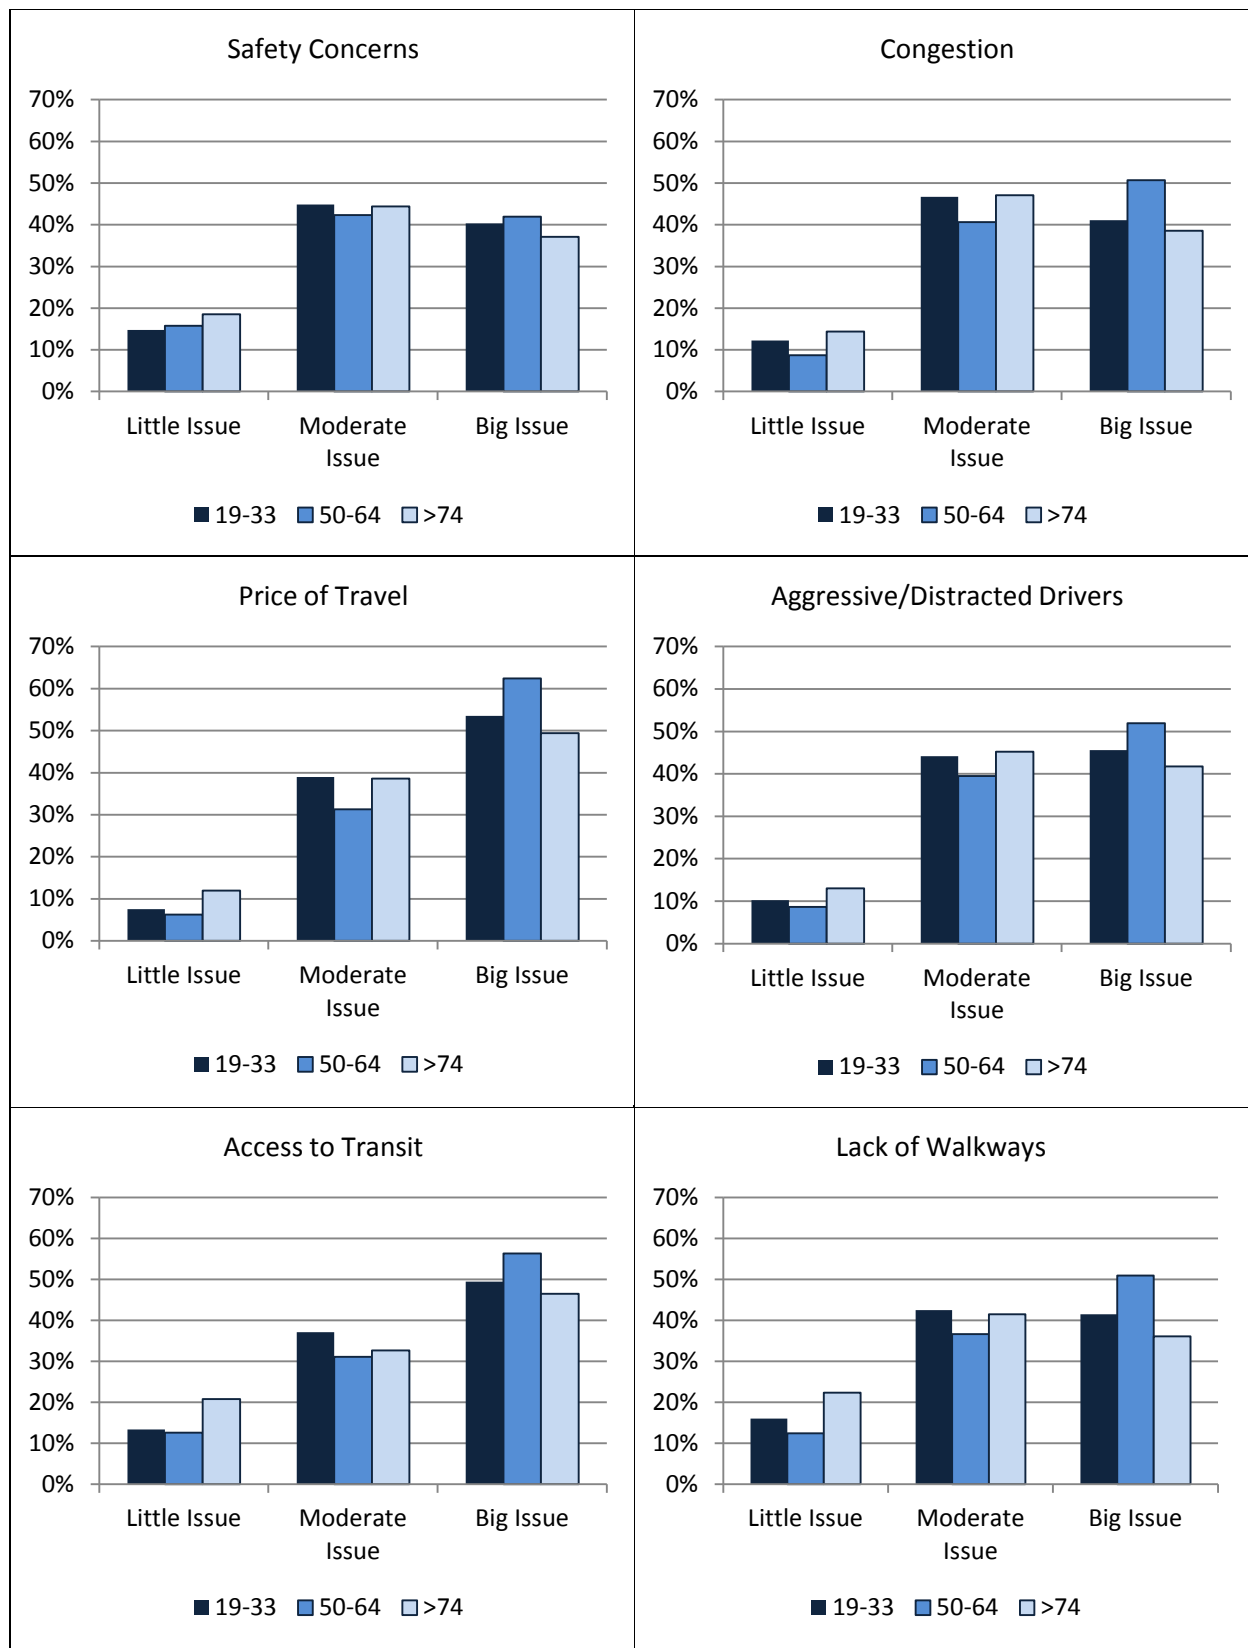 Safety Concerns
70%
60%
50%
40%
30%
20%
10%
0%
Little Issue Moderate Issue Big Issue
19-33 50-64 >74
Congestion
70%
60%
50%
40%
30%
20%
10%
0%
Little Issue Moderate Issue Big Issue
19-33 50-64 >74
Price of Travel
70%
60%
50%
40%
30%
20%
10%
0%
Little Issue Moderate Issue Big Issue
19-33 50-64 >74
Aggressive/Distracted Drivers
70%
60%
50%
40%
30%
20%
10%
0%
Little Issue Moderate Issue Big Issue
19-33 50-64 >74
Access to Transit
70%
60%
50%
40%
30%
20%
10%
0%
Little Issue Moderate Issue Big Issue
19-33 50-64 >74
Lack of Walkways
70%
60%
50%
40%
30%
20%
10%
0%
Little Issue Moderate Issue Big Issue
19-33 50-64 >74